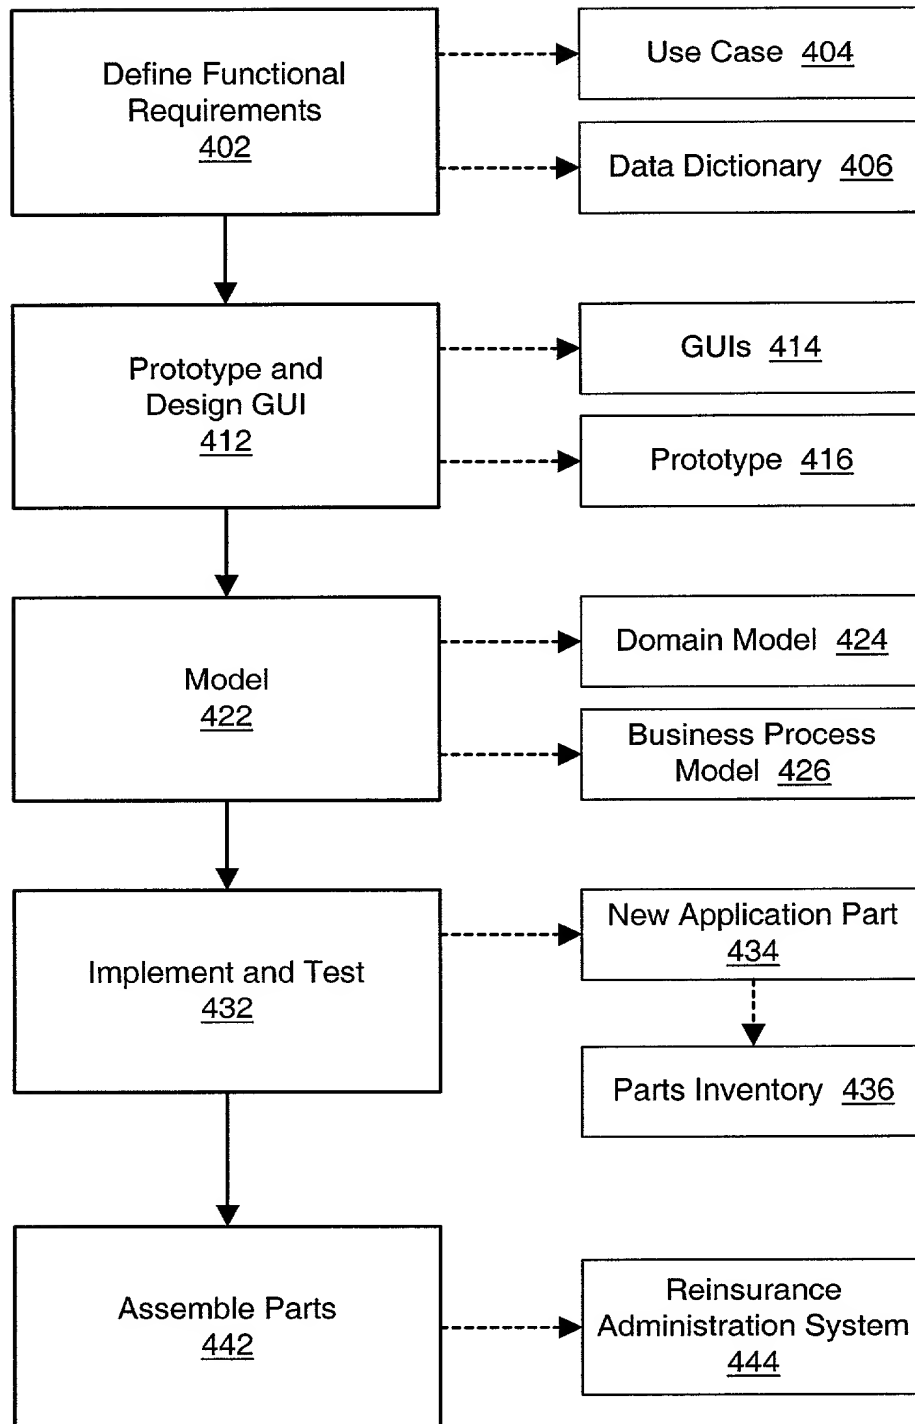 Define Functional
Requirements
402
Use Case 404
Data Dictionary 406
Prototype and
Design GUI
412
GUIs 414
Prototype 416
Model
422
Domain Model 424
Business Process
Model 426
Implement and Test
432
New Application Part
434
Parts Inventory 436
Assemble Parts
442
Reinsurance
Administration System
444